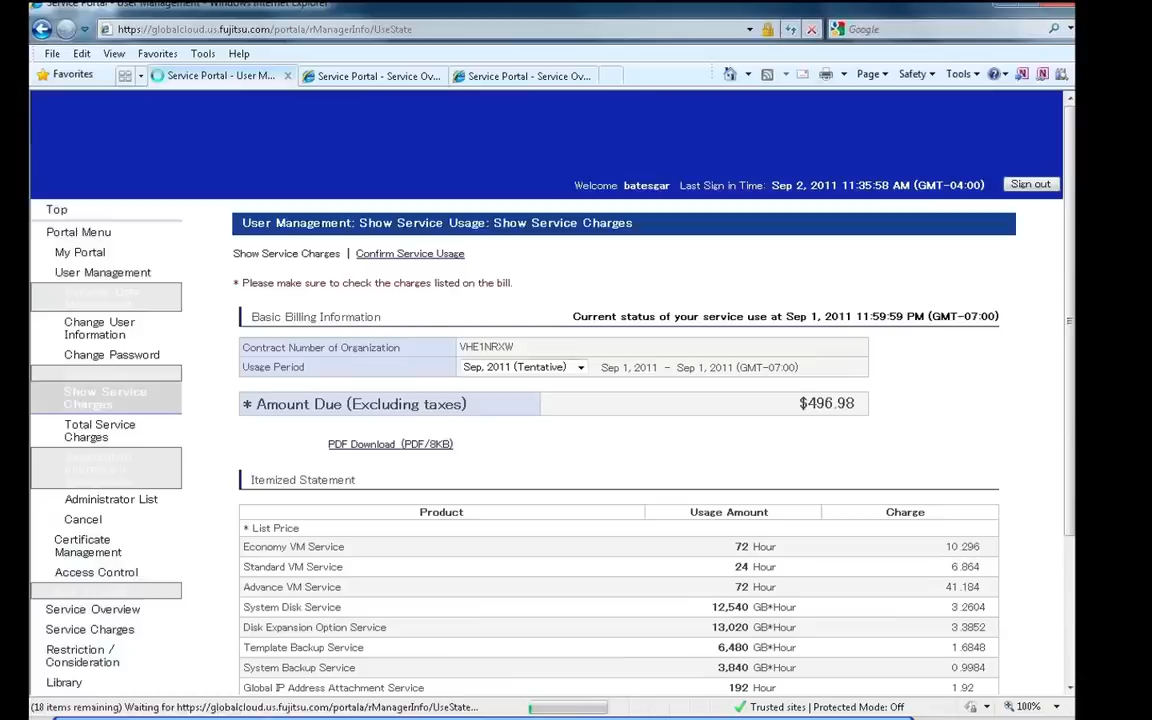 Service Portal - User Management - Windows Internet Explorer
https://globalcloud.us.fujitsu.com/portala/rManagerInfo/UseState
Google
File Edit View Favorites Tools Help
Favorites
Service Portal - User M...
Service Portal - Service Ov...
Service Portal - Service Ov...
Page Safety Tools
Welcome batesgar Last Sign in Time: Sep 2, 2011 11:35:58 AM (GMT-04:00) Sign out
Top
Portal Menu
My Portal
User Management
Change User
Information
Change Password
Show Service
Charges
Total Service
Charges
Administrator List
Cancel
Certificate
Management
Access Control
Service Overview
Service Charges
Restriction /
Consideration
Library
User Management: Show Service Usage: Show Service Charges
Show Service Charges | Confirm Service Usage
* Please make sure to check the charges listed on the bill.
Basic Billing Information Current status of your service use at Sep 1, 2011 11:59:59 PM (GMT-07:00)
Contract Number of Organization VHE1NRXW
Usage Period Sep, 2011 (Tentative) Sep 1, 2011 - Sep 1, 2011 (GMT-07:00)
* Amount Due (Excluding taxes) $496.98
PDF Download (PDF/8KB)
Itemized Statement
Product Usage Amount Charge
* List Price
Economy VM Service 72 Hour 10.296
Standard VM Service 24 Hour 6.864
Advance VM Service 72 Hour 41.184
System Disk Service 12,540 GB*Hour 3.2604
Disk Expansion Option Service 13,020 GB*Hour 3.3852
Template Backup Service 6,480 GB*Hour 1.6848
System Backup Service 3,840 GB*Hour 0.9984
Global IP Address Attachment Service 192 Hour 1.92
(18 items remaining) Waiting for https://globalcloud.us.fujitsu.com/portala/rManagerInfo/UseState...
Trusted sites | Protected Mode: Off
100%